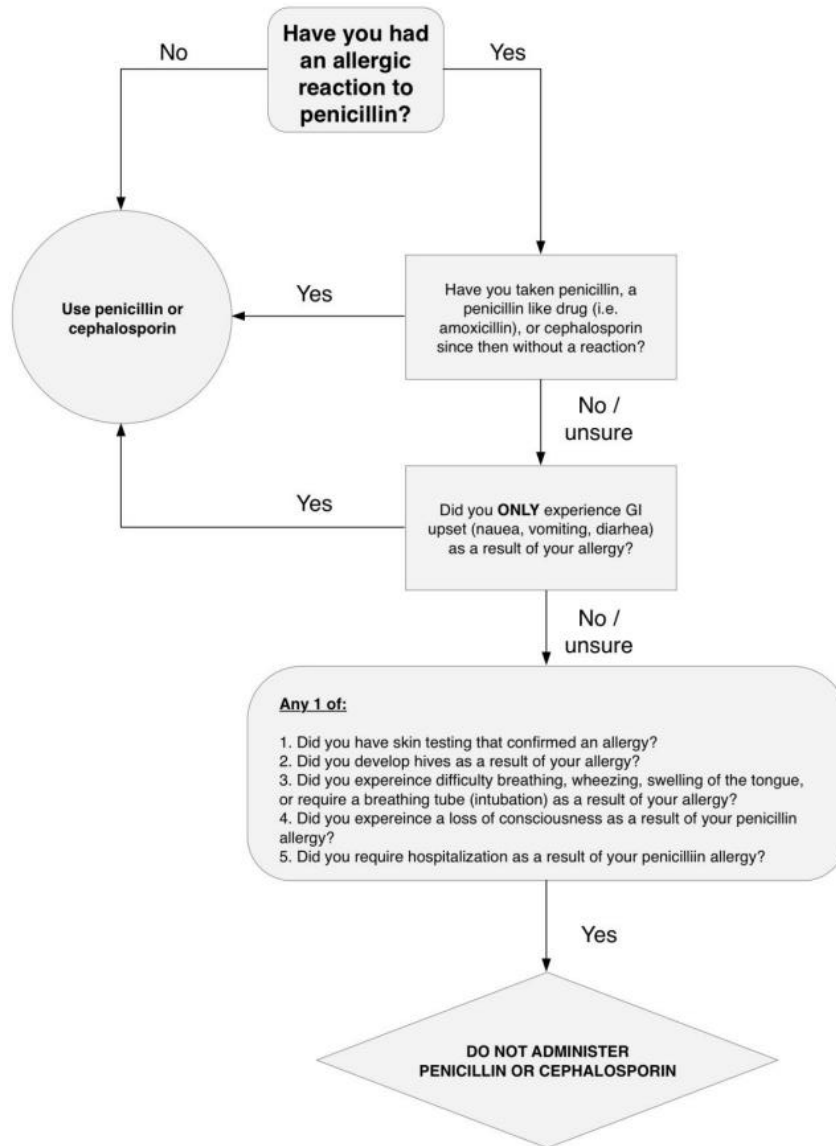 Have you had
an allergic
reaction to
penicillin?
No
Yes
Use penicillin or
cephalosporin
Yes
Have you taken penicillin, a
penicillin like drug (i.e.
amoxicillin), or cephalosporin
since then without a reaction?
No /
unsure
Yes
Did you ONLY experience GI
upset (nauea, vomiting, diarhea)
as a result of your allergy?
No /
unsure
Any 1 of:
1. Did you have skin testing that confirmed an allergy?
2. Did you develop hives as a result of your allergy?
3. Did you expereince difficulty breathing, wheezing, swelling of the tongue,
or require a breathing tube (intubation) as a result of your allergy?
4. Did you expereince a loss of consciousness as a result of your penicillin
allergy?
5. Did you require hospitalization as a result of your penicilliin allergy?
Yes
DO NOT ADMINISTER
PENICILLIN OR CEPHALOSPORIN